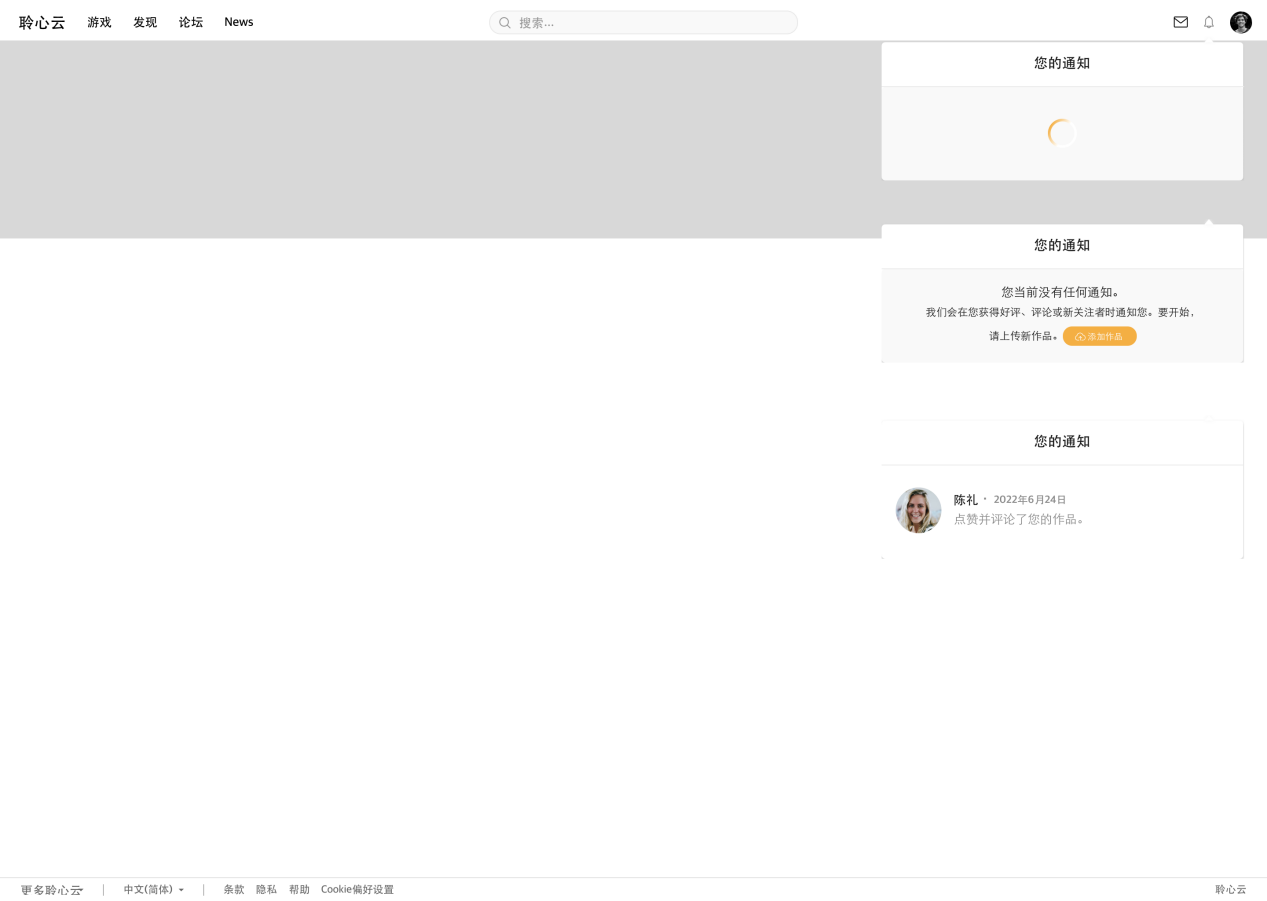 聆心云 游戏 发现 论坛 News 搜索...
您的通知
您的通知
您当前没有任何通知。
我们会在您获得好评、评论或新关注者时通知您。要开始，
请上传新作品。 添加作品
您的通知
陈礼 · 2022年6月24日
点赞并评论了您的作品。
更多聆心云 中文(简体) 条款 隐私 帮助 Cookie偏好设置 聆心云